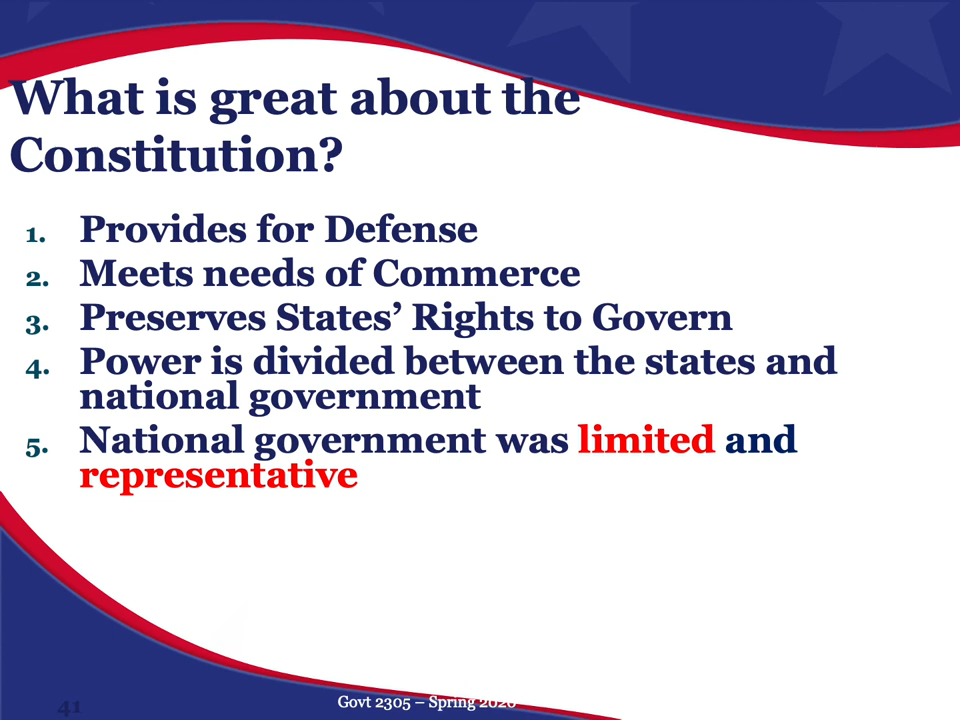 What is great about the
Constitution?
1. Provides for Defense
2. Meets needs of Commerce
3. Preserves States’ Rights to Govern
4. Power is divided between the states and
national government
5. National government was limited and
representative
41
Govt 2305 – Spring 2020